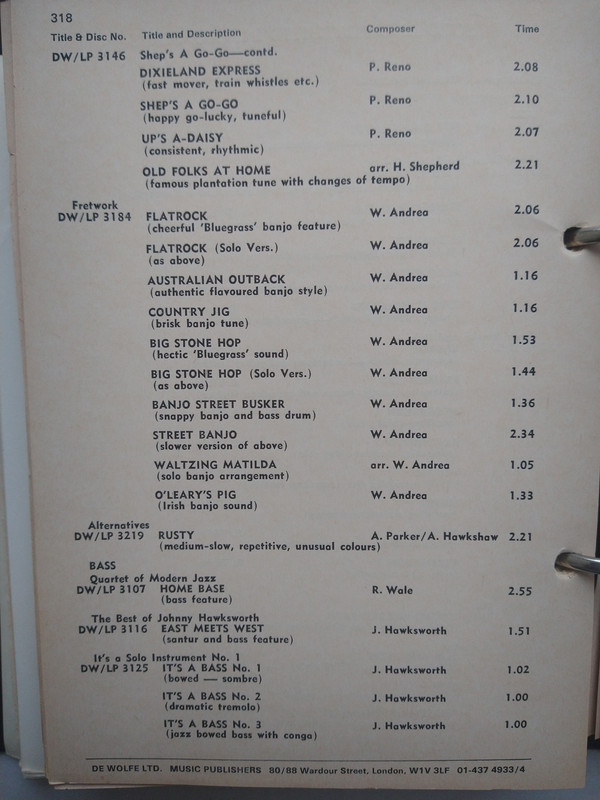 318
Title & Disc No. Title and Description Composer Time
DW/LP 3146 Shep's A Go-Go—contd.
DIXIELAND EXPRESS P. Reno 2.08
(fast mover, train whistles etc.)
SHEP'S A GO-GO P. Reno 2.10
(happy go-lucky, tuneful)
UP'S A-DAISY P. Reno 2.07
(consistent, rhythmic)
OLD FOLKS AT HOME arr. H. Shepherd 2.21
(famous plantation tune with changes of tempo)
Fretwork
DW/LP 3184 FLATROCK W. Andrea 2.06
(cheerful 'Bluegrass' banjo feature)
FLATROCK (Solo Vers.) W. Andrea 2.06
(as above)
AUSTRALIAN OUTBACK W. Andrea 1.16
(authentic flavoured banjo style)
COUNTRY JIG W. Andrea 1.16
(brisk banjo tune)
BIG STONE HOP W. Andrea 1.53
(hectic 'Bluegrass' sound)
BIG STONE HOP (Solo Vers.) W. Andrea 1.44
(as above)
BANJO STREET BUSKER W. Andrea 1.36
(snappy banjo and bass drum)
STREET BANJO W. Andrea 2.34
(slower version of above)
WALTZING MATILDA arr. W. Andrea 1.05
(solo banjo arrangement)
O'LEARY'S PIG W. Andrea 1.33
(Irish banjo sound)
Alternatives
DW/LP 3219 RUSTY A. Parker/A. Hawkshaw 2.21
(medium-slow, repetitive, unusual colours)
BASS
Quartet of Modern Jazz
DW/LP 3107 HOME BASE R. Wale 2.55
(bass feature)
The Best of Johnny Hawksworth
DW/LP 3116 EAST MEETS WEST J. Hawksworth 1.51
(santur and bass feature)
It's a Solo Instrument No. 1
DW/LP 3125 IT'S A BASS No. 1 J. Hawksworth 1.02
(bowed — sombre)
IT'S A BASS No. 2 J. Hawksworth 1.00
(dramatic tremolo)
IT'S A BASS No. 3 J. Hawksworth 1.00
(jazz bowed bass with conga)
DE WOLFE LTD. MUSIC PUBLISHERS 80/88 Wardour Street, London, W1V 3LF 01-437 4933/4